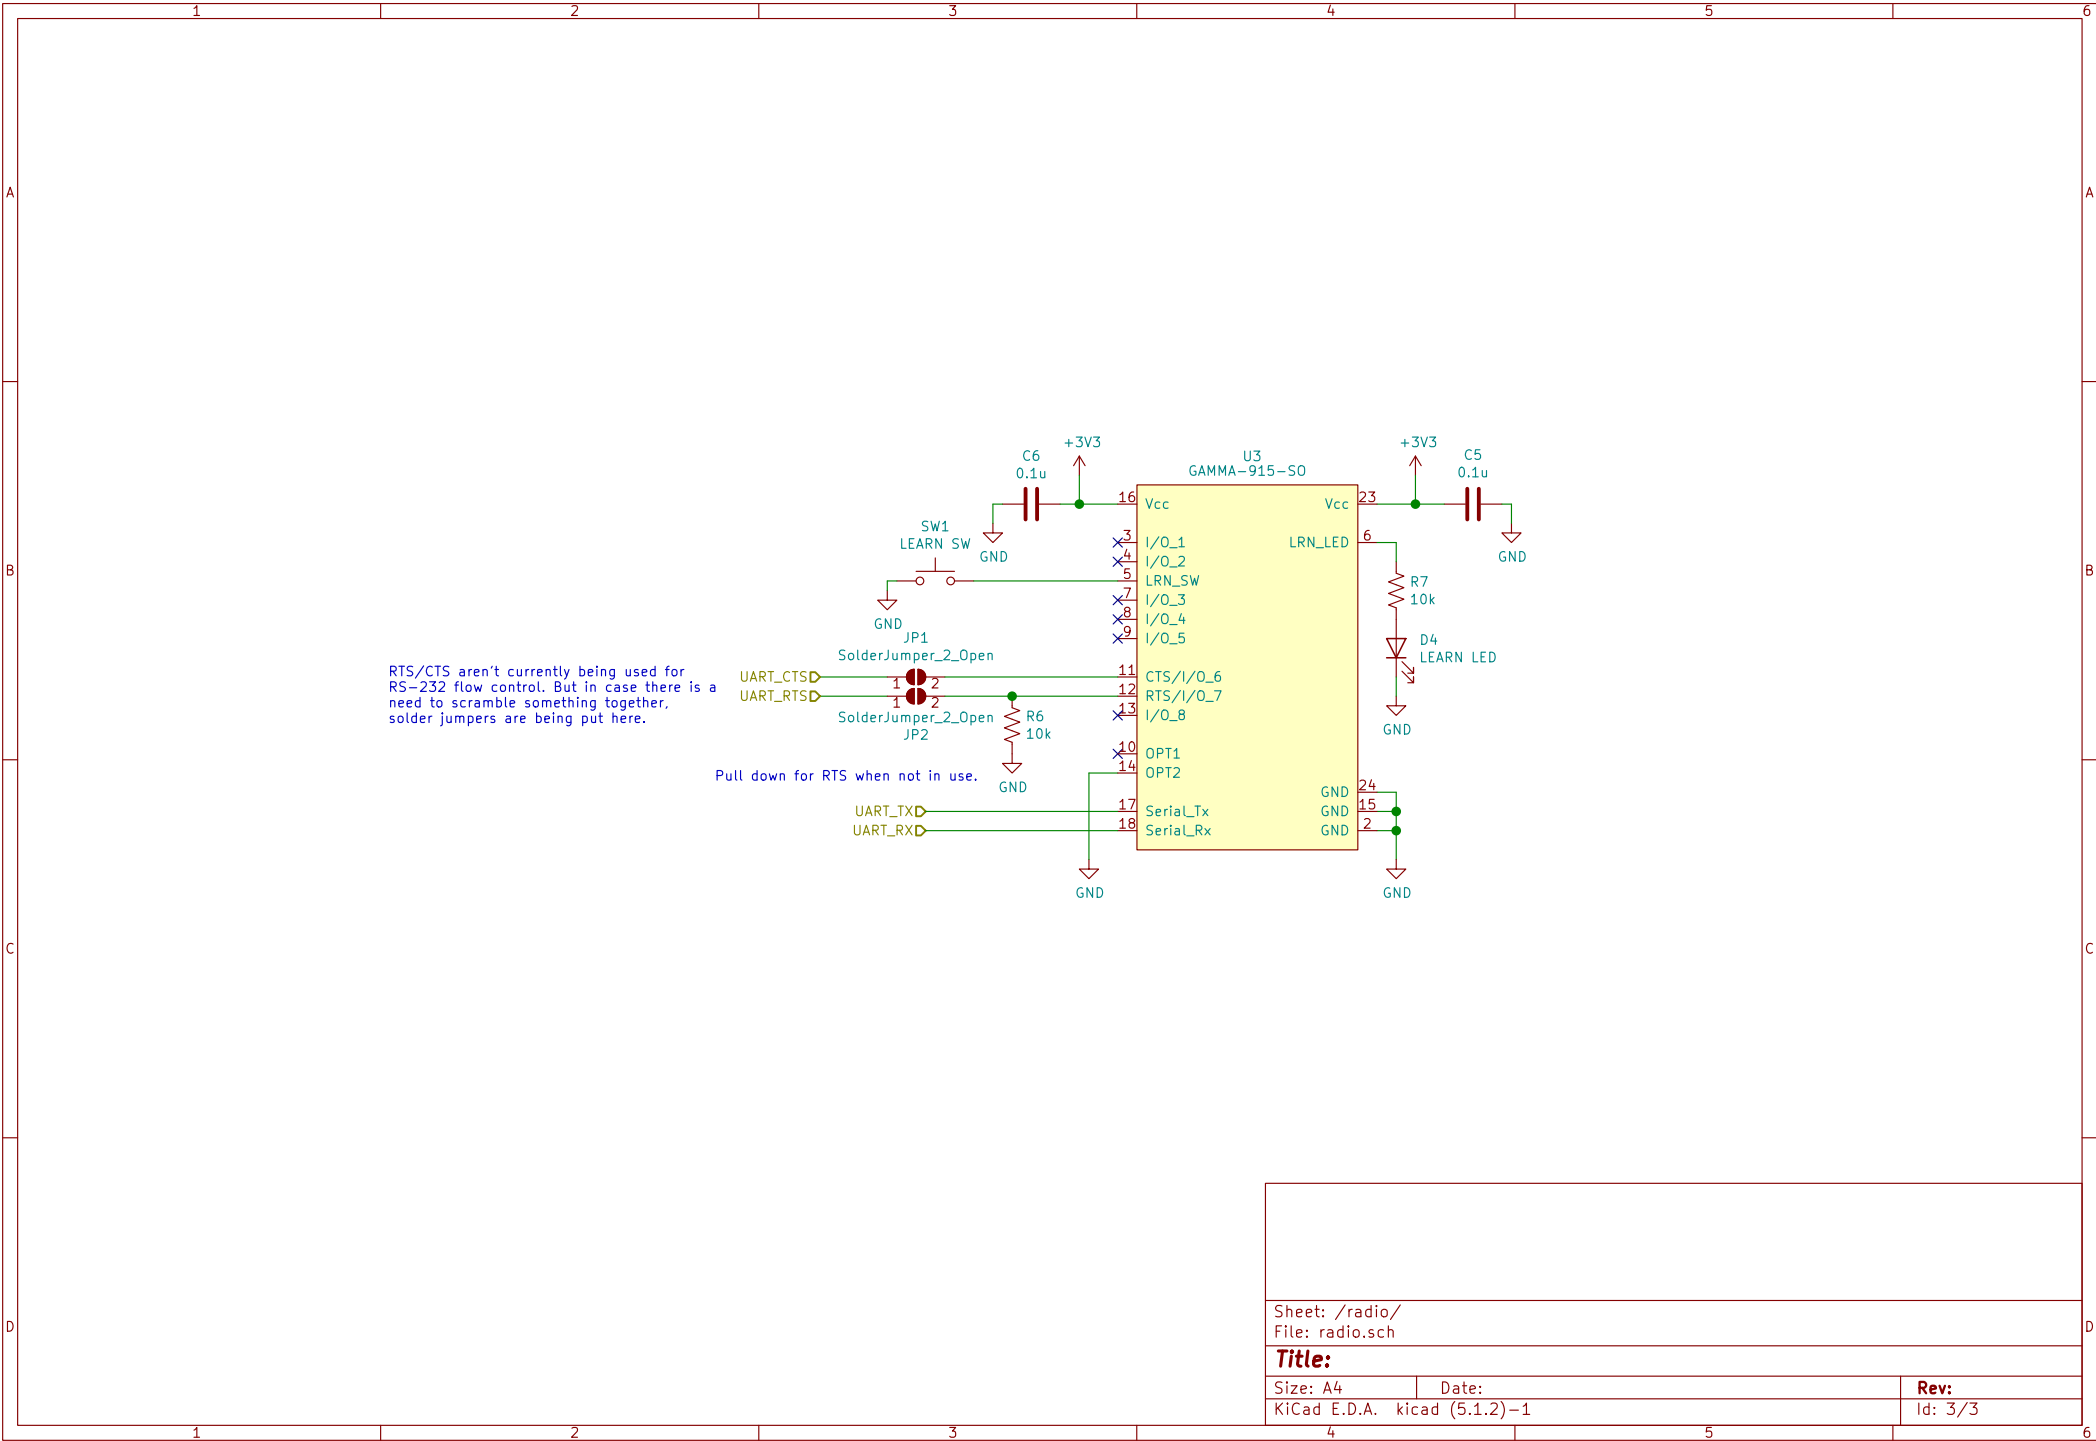 1 2 3 4 5 6
A A
+3V3 +3V3
C6 U3 C5
0.1u GAMMA-915-SO 0.1u
16 Vcc Vcc 23
SW1
LEARN SW
3 I/O_1 LRN_LED 6
GND GND
4 I/O_2
B B
5 LRN_SW
R7
10k
7 I/O_3
8 I/O_4
GND
9 I/O_5
JP1
D4
LEARN LED
SolderJumper_2_Open
RTS/CTS aren't currently being used for
RS-232 flow control. But in case there is a
need to scramble something together,
solder jumpers are being put here.
UART_CTS 1 2 11 CTS/I/O_6
UART_RTS 1 2 12 RTS/I/O_7
SolderJumper_2_Open
JP2
R6
10k
13 I/O_8
GND
10 OPT1
14 OPT2
Pull down for RTS when not in use.
GND
GND 24
UART_TX 17 Serial_Tx GND 15
UART_RX 18 Serial_Rx GND 2
GND GND
C C
Sheet: /radio/
File: radio.sch
D D
Title:
Size: A4 Date: Rev:
KiCad E.D.A. kicad (5.1.2)-1 Id: 3/3
1 2 3 4 5 6